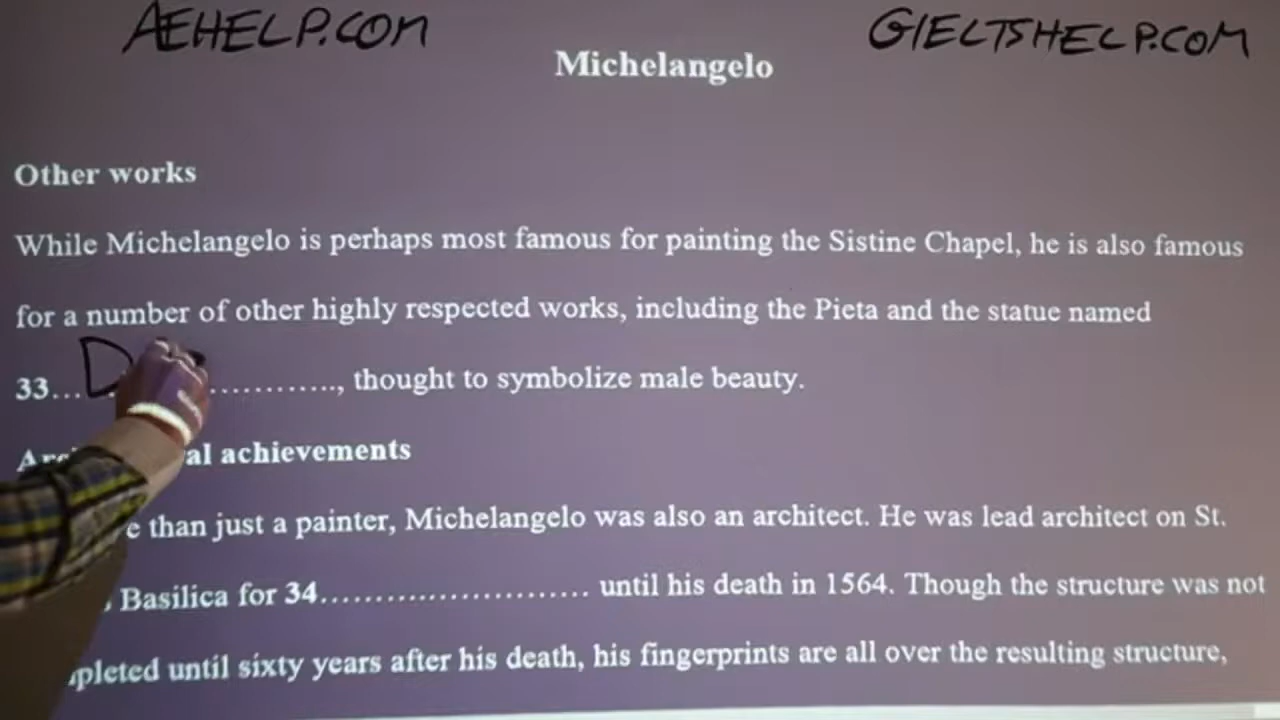 AEHELP.COM GIELTSHELP.COM
Michelangelo
Other works
While Michelangelo is perhaps most famous for painting the Sistine Chapel, he is also famous
for a number of other highly respected works, including the Pieta and the statue named
33………………………., thought to symbolize male beauty.
achievements
than just a painter, Michelangelo was also an architect. He was lead architect on St.
Basilica for 34……………………… until his death in 1564. Though the structure was not
until sixty years after his death, his fingerprints are all over the resulting structure,